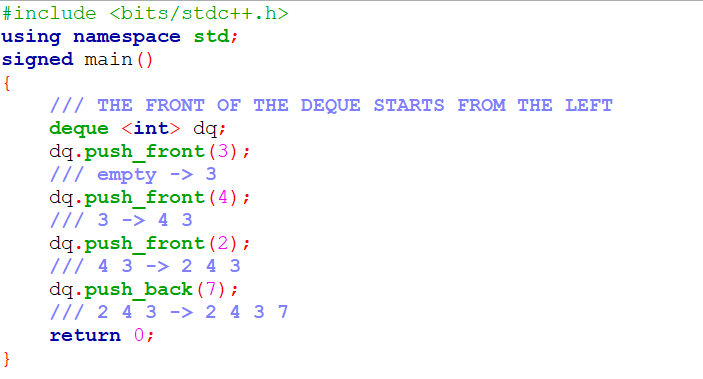 #include <bits/stdc++.h>
using namespace std;
signed main()
{
    /// THE FRONT OF THE DEQUE STARTS FROM THE LEFT
    deque <int> dq;
    dq.push_front(3);
    /// empty -> 3
    dq.push_front(4);
    /// 3 -> 4 3
    dq.push_front(2);
    /// 4 3 -> 2 4 3
    dq.push_back(7);
    /// 2 4 3 -> 2 4 3 7
    return 0;
}